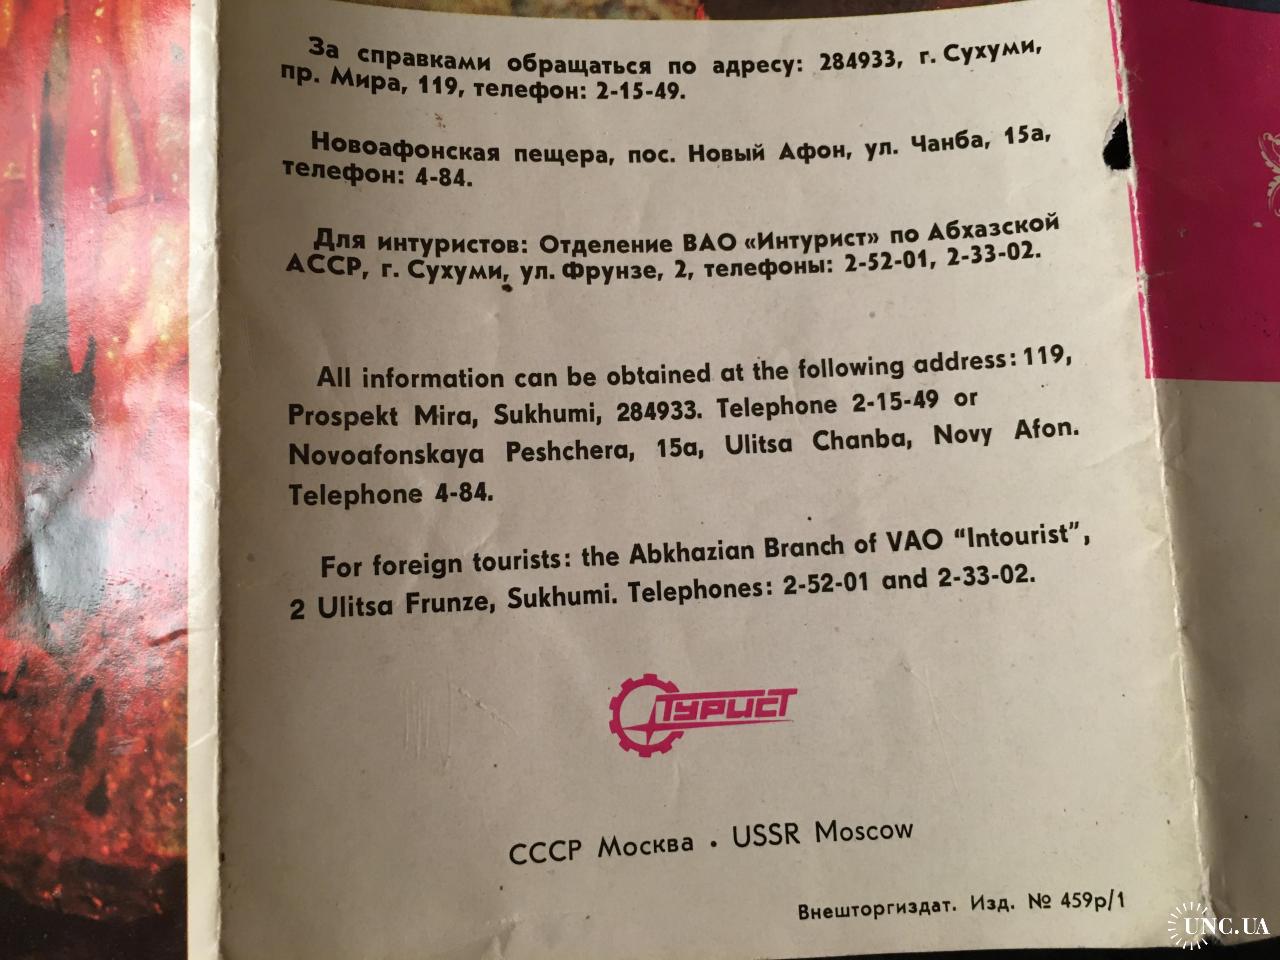 За справками обращаться по адресу: 284933, г. Сухуми,
пр. Мира, 119, телефон: 2-15-49.
Новоафонская пещера, пос. Новый Афон, ул. Чанба, 15а,
телефон: 4-84.
Для интуристов: Отделение ВАО «Интурист» по Абхазской
АССР, г. Сухуми, ул. Фрунзе, 2, телефоны: 2-52-01, 2-33-02.
All information can be obtained at the following address: 119,
Prospekt Mira, Sukhumi, 284933. Telephone 2-15-49 or
Novoafonskaya Peshchera, 15a, Ulitsa Chanba, Novy Afon.
Telephone 4-84.
For foreign tourists: the Abkhazian Branch of VAO “Intourist”,
2 Ulitsa Frunze, Sukhumi. Telephones: 2-52-01 and 2-33-02.
ТУРИСТ
СССР Москва . USSR Moscow
Внешторгиздат. Изд. № 459р/1
UNC.UA